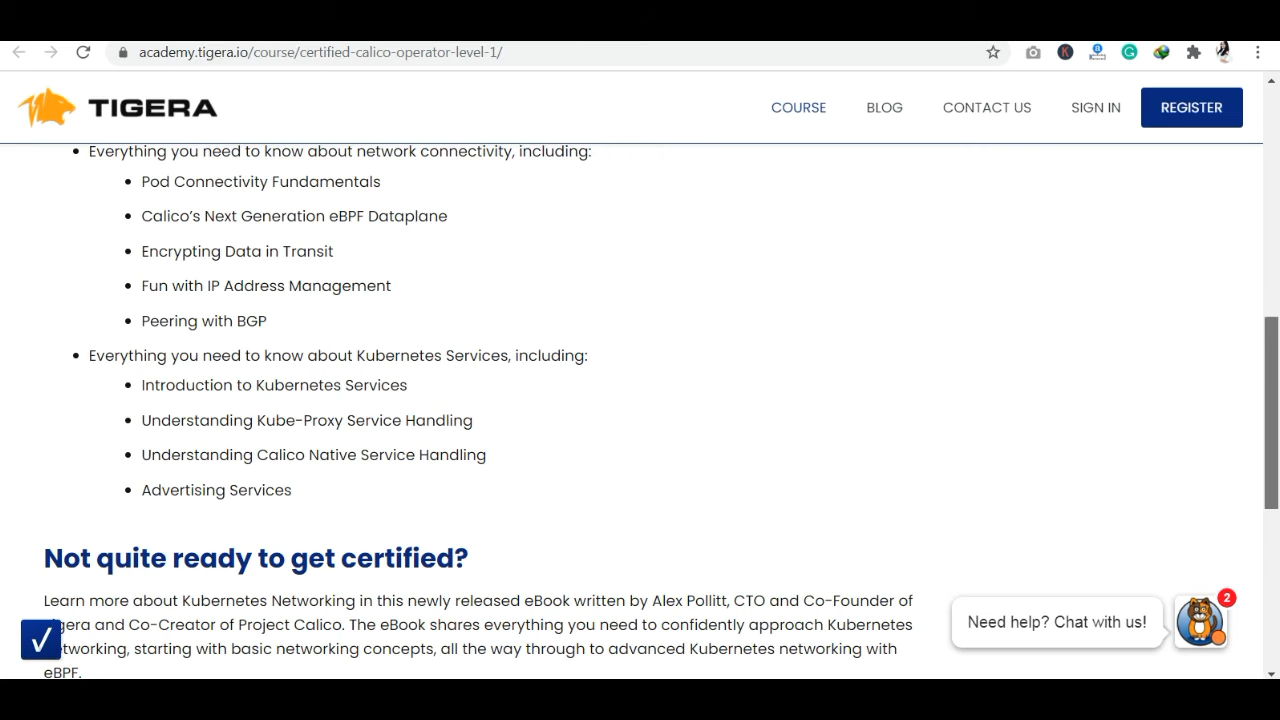 academy.tigera.io/course/certified-calico-operator-level-1/
TIGERA
COURSE
BLOG
CONTACT US
SIGN IN
REGISTER
Everything you need to know about network connectivity, including:
Pod Connectivity Fundamentals
Calico’s Next Generation eBPF Dataplane
Encrypting Data in Transit
Fun with IP Address Management
Peering with BGP
Everything you need to know about Kubernetes Services, including:
Introduction to Kubernetes Services
Understanding Kube-Proxy Service Handling
Understanding Calico Native Service Handling
Advertising Services
Not quite ready to get certified?
Learn more about Kubernetes Networking in this newly released eBook written by Alex Pollitt, CTO and Co-Founder of
igera and Co-Creator of Project Calico. The eBook shares everything you need to confidently approach Kubernetes
etworking, starting with basic networking concepts, all the way through to advanced Kubernetes networking with
eBPF.
Need help? Chat with us!
2